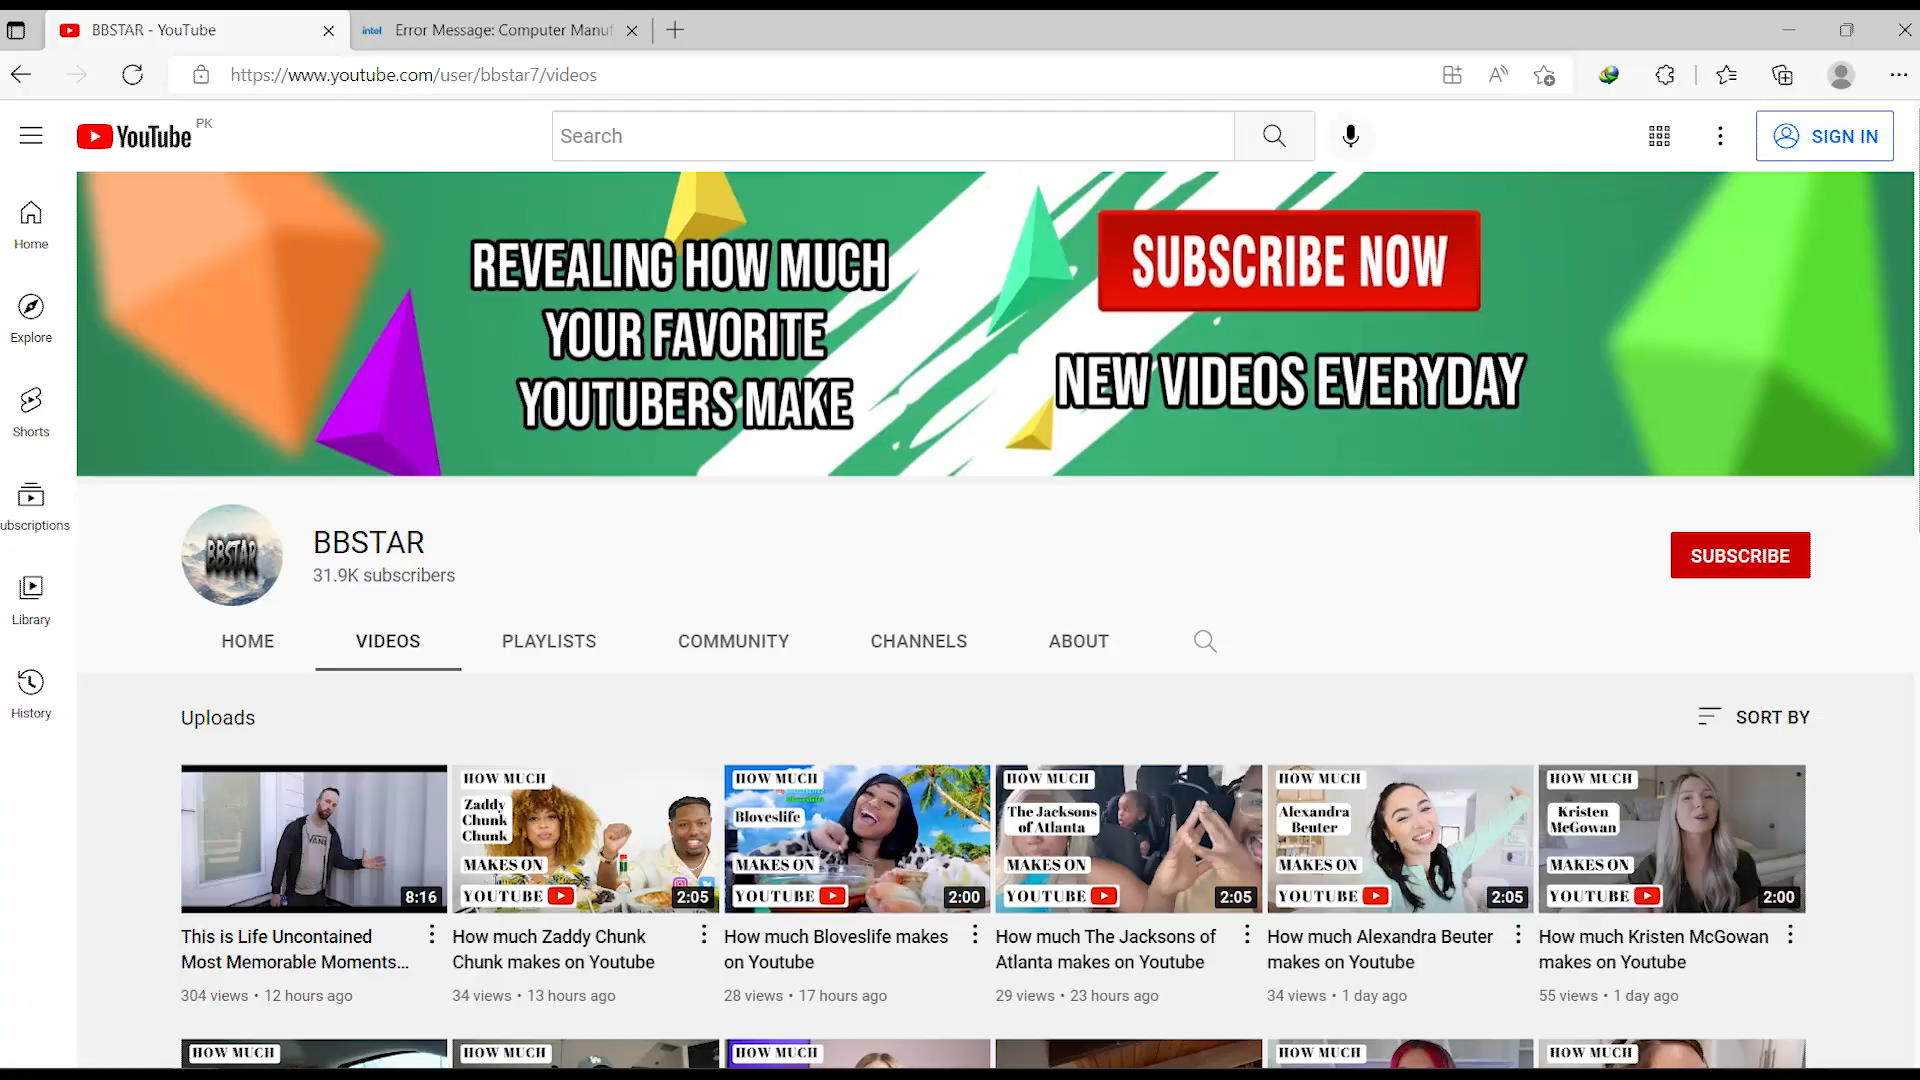 BBSTAR - YouTube
intel Error Message: Computer Manuf
https://www.youtube.com/user/bbstar7/videos
YouTube PK
Search
SIGN IN
Home
Explore
Shorts
ubscriptions
Library
History
REVEALING HOW MUCH
YOUR FAVORITE
YOUTUBERS MAKE
SUBSCRIBE NOW
NEW VIDEOS EVERYDAY
BBSTAR
BBSTAR
31.9K subscribers
SUBSCRIBE
HOME VIDEOS PLAYLISTS COMMUNITY CHANNELS ABOUT
Uploads
SORT BY
VANS
8:16
This is Life Uncontained
Most Memorable Moments...
304 views • 12 hours ago
HOW MUCH
Zaddy
Chunk
Chunk
MAKES ON
YOUTUBE
2:05
How much Zaddy Chunk
Chunk makes on Youtube
34 views • 13 hours ago
HOW MUCH
Bloveslife
MAKES ON
YOUTUBE
2:00
How much Bloveslife makes
on Youtube
28 views • 17 hours ago
HOW MUCH
The Jacksons
of Atlanta
MAKES ON
YOUTUBE
2:05
How much The Jacksons of
Atlanta makes on Youtube
29 views • 23 hours ago
HOW MUCH
Alexandra
Beuter
MAKES ON
YOUTUBE
2:05
How much Alexandra Beuter
makes on Youtube
34 views • 1 day ago
HOW MUCH
Kristen
McGowan
MAKES ON
YOUTUBE
2:00
How much Kristen McGowan
makes on Youtube
55 views • 1 day ago
HOW MUCH
HOW MUCH
HOW MUCH
HOW MUCH
HOW MUCH